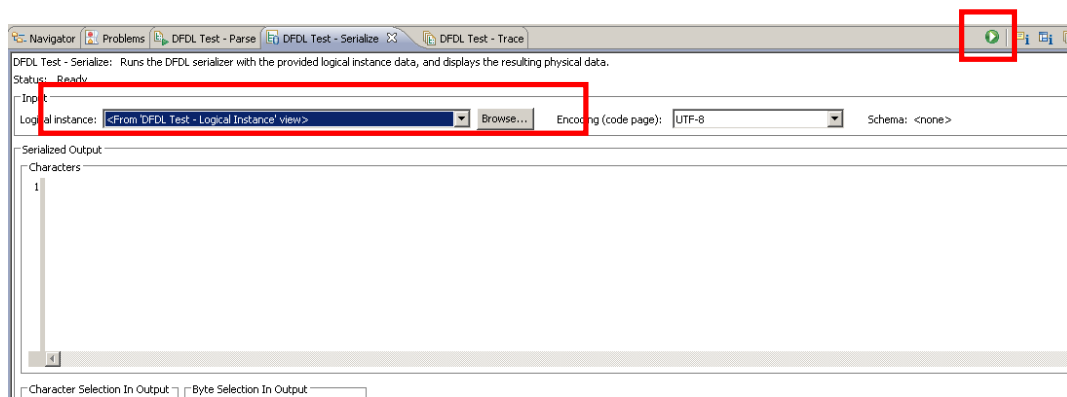 Navigator Problems DFDL Test - Parse DFDL Test - Serialize DFDL Test - Trace
DFDL Test - Serialize: Runs the DFDL serializer with the provided logical instance data, and displays the resulting physical data.
Status: Ready
Input
Logical instance: <From 'DFDL Test - Logical Instance' view> Browse... Encoding (code page): UTF-8 Schema: <none>
Serialized Output
Characters
1
Character Selection In Output Byte Selection In Output